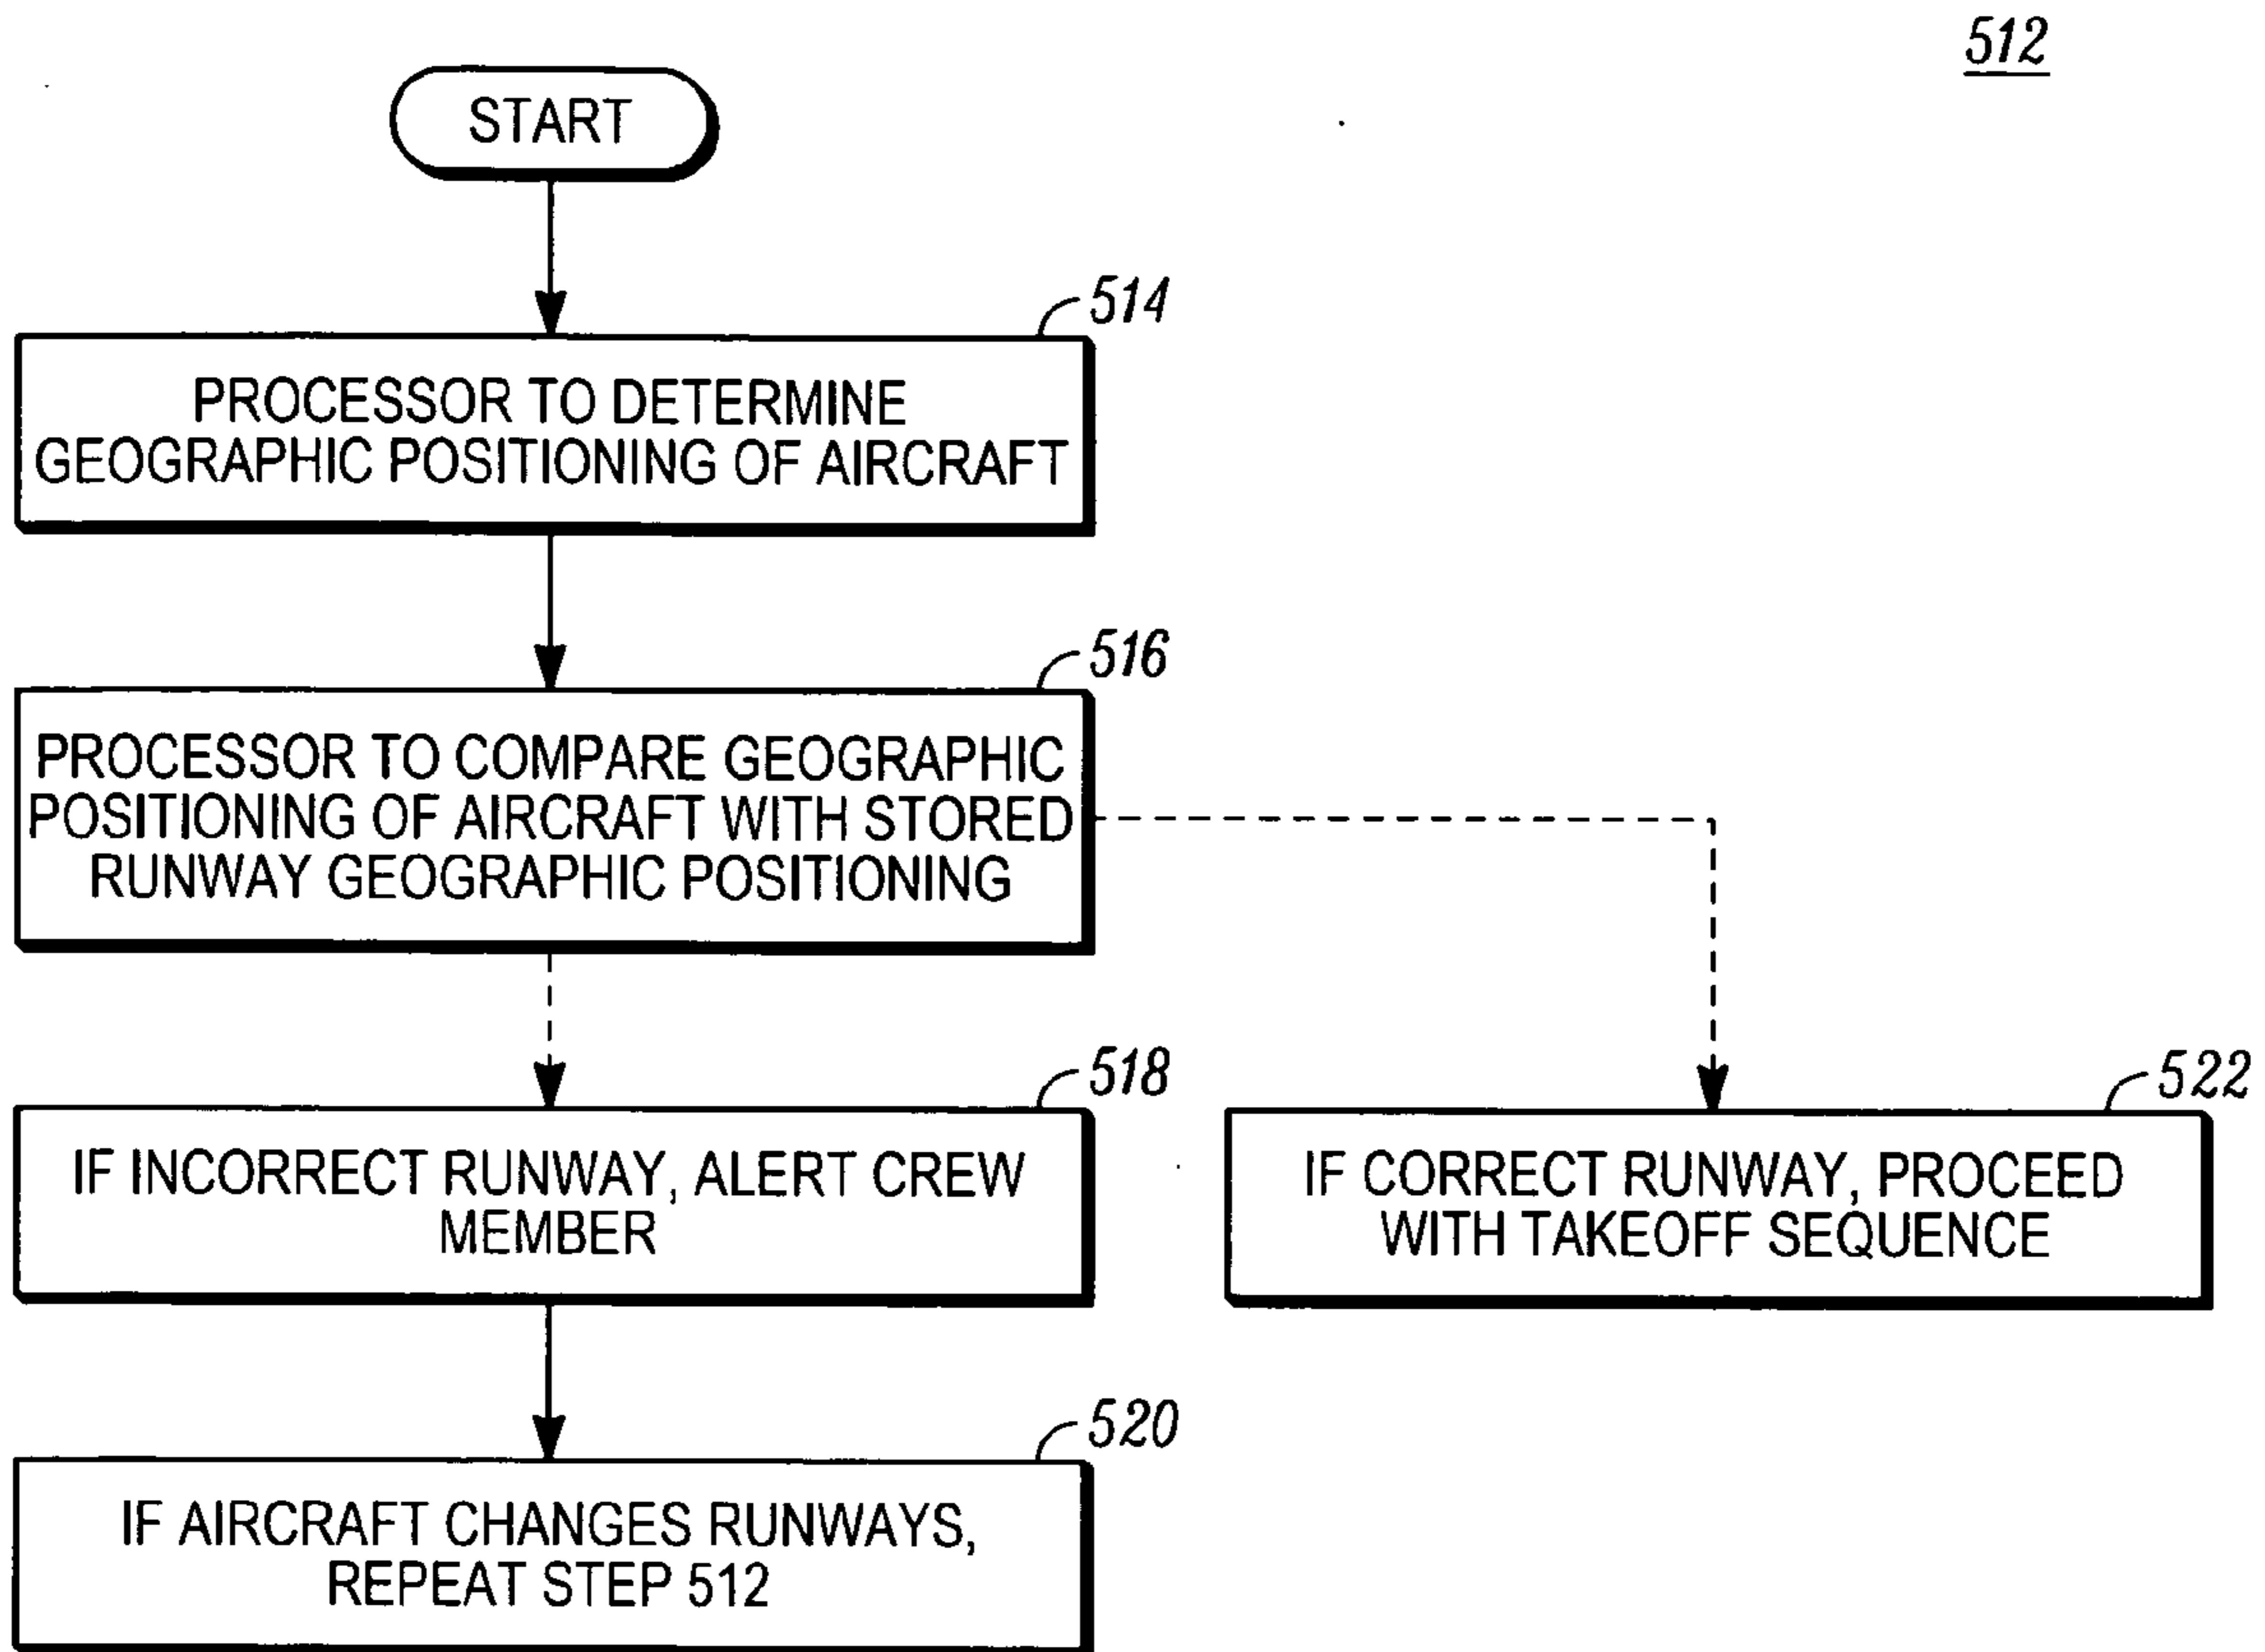 512
START
514
PROCESSOR TO DETERMINE
GEOGRAPHIC POSITIONING OF AIRCRAFT
516
PROCESSOR TO COMPARE GEOGRAPHIC
POSITIONING OF AIRCRAFT WITH STORED
RUNWAY GEOGRAPHIC POSITIONING
518
IF INCORRECT RUNWAY, ALERT CREW
MEMBER
522
IF CORRECT RUNWAY, PROCEED
WITH TAKEOFF SEQUENCE
520
IF AIRCRAFT CHANGES RUNWAYS,
REPEAT STEP 512